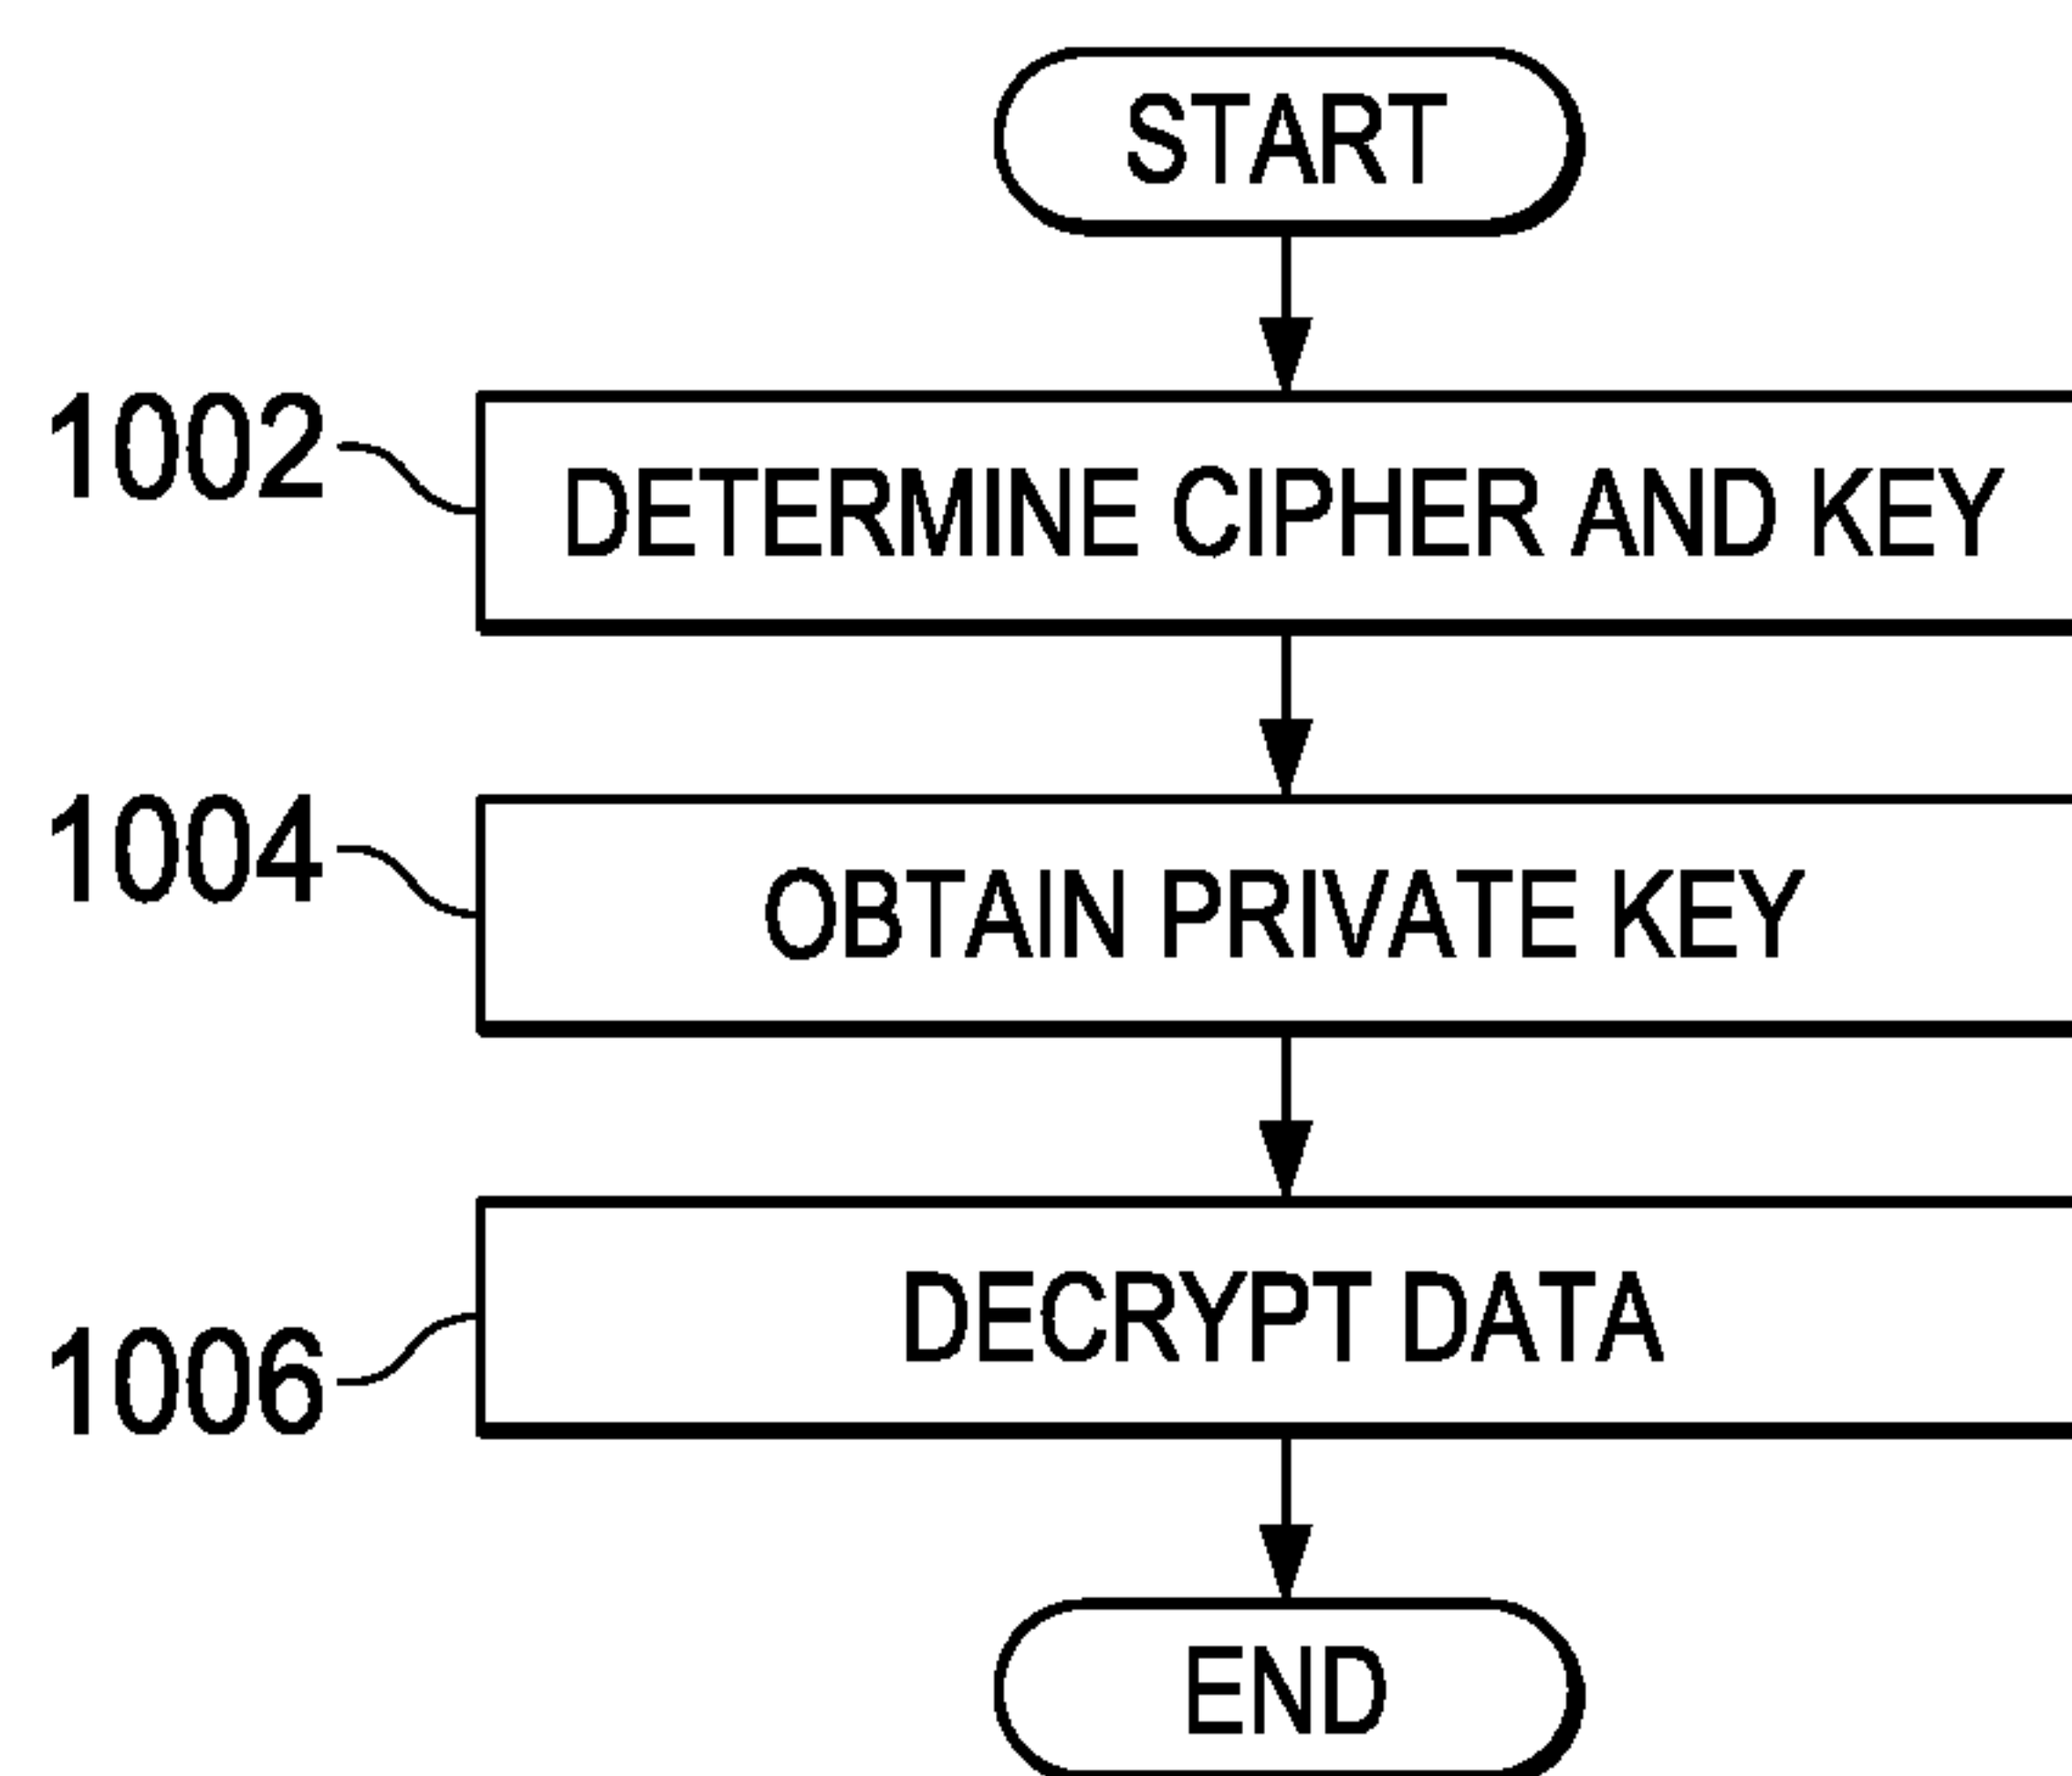 START
1002
DETERMINE CIPHER AND KEY
1004
OBTAIN PRIVATE KEY
1006
DECRYPT DATA
END